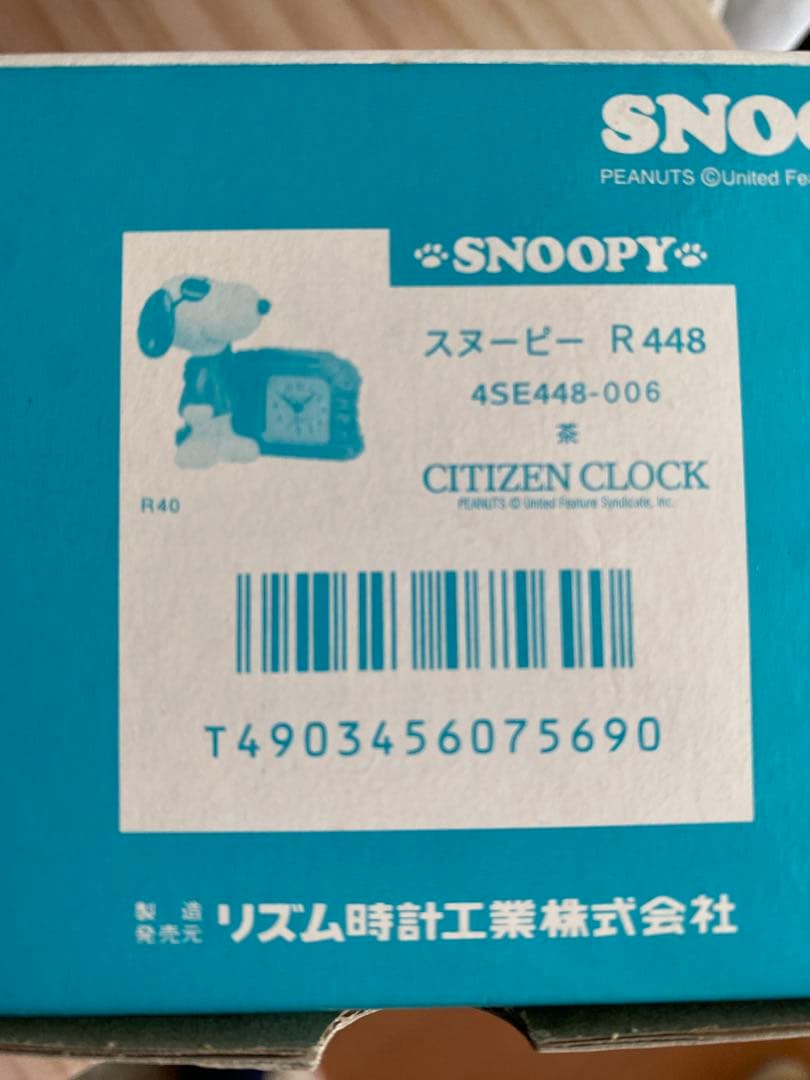 SNOO
PEANUTS ©United Fea
SNOOPY
スヌーピー R448
4SE448-006
茶
CITIZEN CLOCK
PEANUTS © United Feature Syndicate, Inc.
R40
T4903456075690
製造
発売元 リズム時計工業株式会社